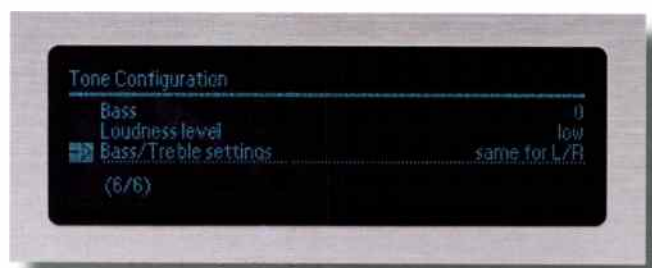 Tone Configuration
Bass 0
Loudness level low
Bass/Treble settings same for L/R
(6/6)